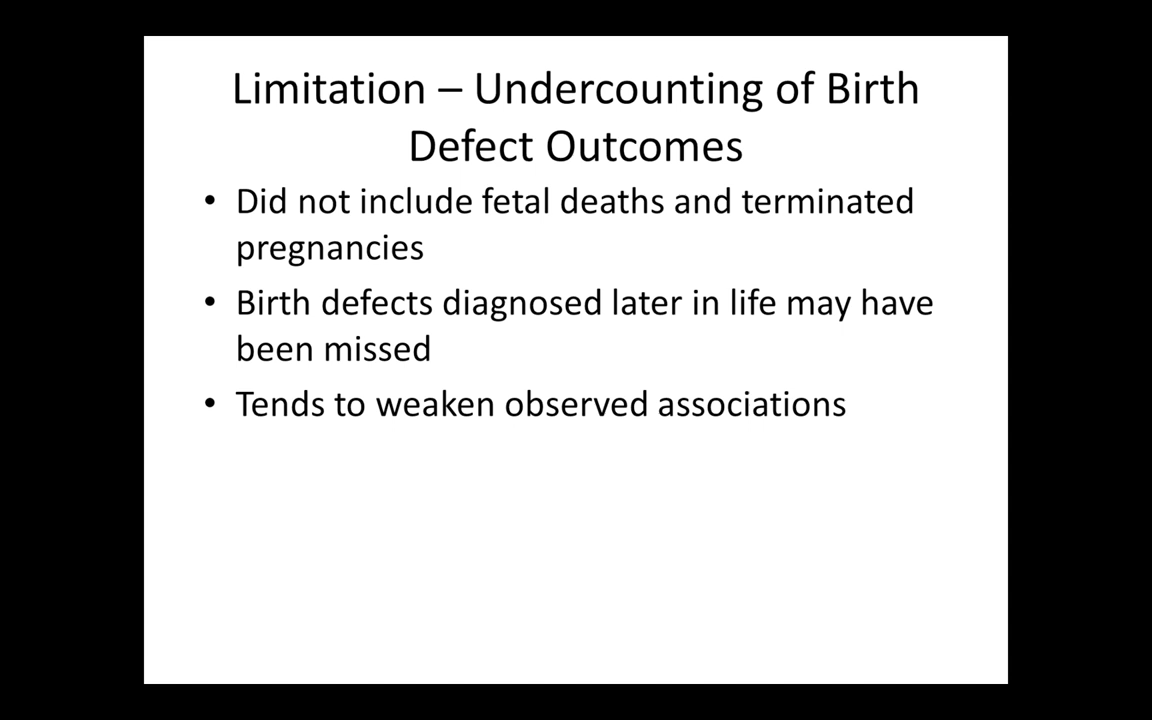 Limitation – Undercounting of Birth
Defect Outcomes
• Did not include fetal deaths and terminated
pregnancies
• Birth defects diagnosed later in life may have
been missed
• Tends to weaken observed associations